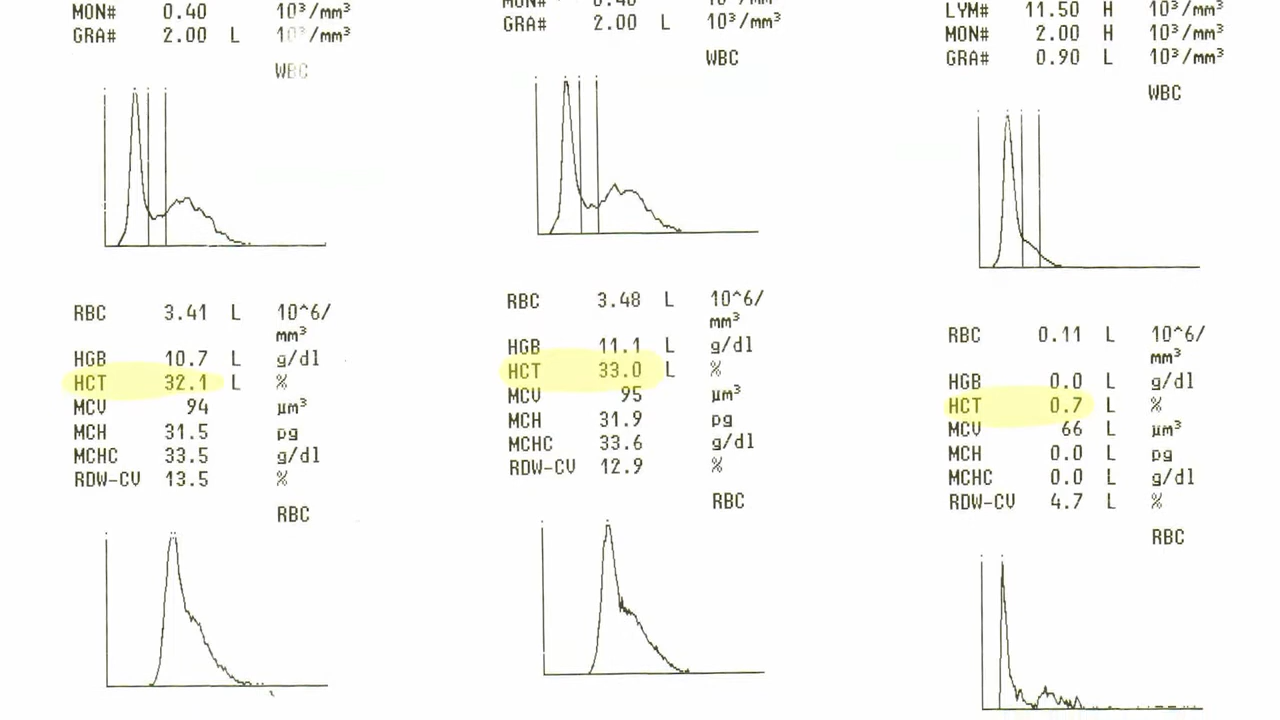 MON# 0.40 10³/mm³
GRA# 2.00 L 10³/mm³
WBC
RBC 3.41 L 10^6/
mm³
HGB 10.7 L g/dl
HCT 32.1 L %
MCV 94 µm³
MCH 31.5 pg
MCHC 33.5 g/dl
RDW-CV 13.5 %
RBC
MON# 0.40 10³/mm³
GRA# 2.00 L 10³/mm³
WBC
RBC 3.48 L 10^6/
mm³
HGB 11.1 L g/dl
HCT 33.0 L %
MCV 95 µm³
MCH 31.9 pg
MCHC 33.6 g/dl
RDW-CV 12.9 %
RBC
LYM# 11.50 H 10³/mm³
MON# 2.00 H 10³/mm³
GRA# 0.90 L 10³/mm³
WBC
RBC 0.11 L 10^6/
mm³
HGB 0.0 L g/dl
HCT 0.7 L %
MCV 66 L µm³
MCH 0.0 L pg
MCHC 0.0 L g/dl
RDW-CV 4.7 L %
RBC